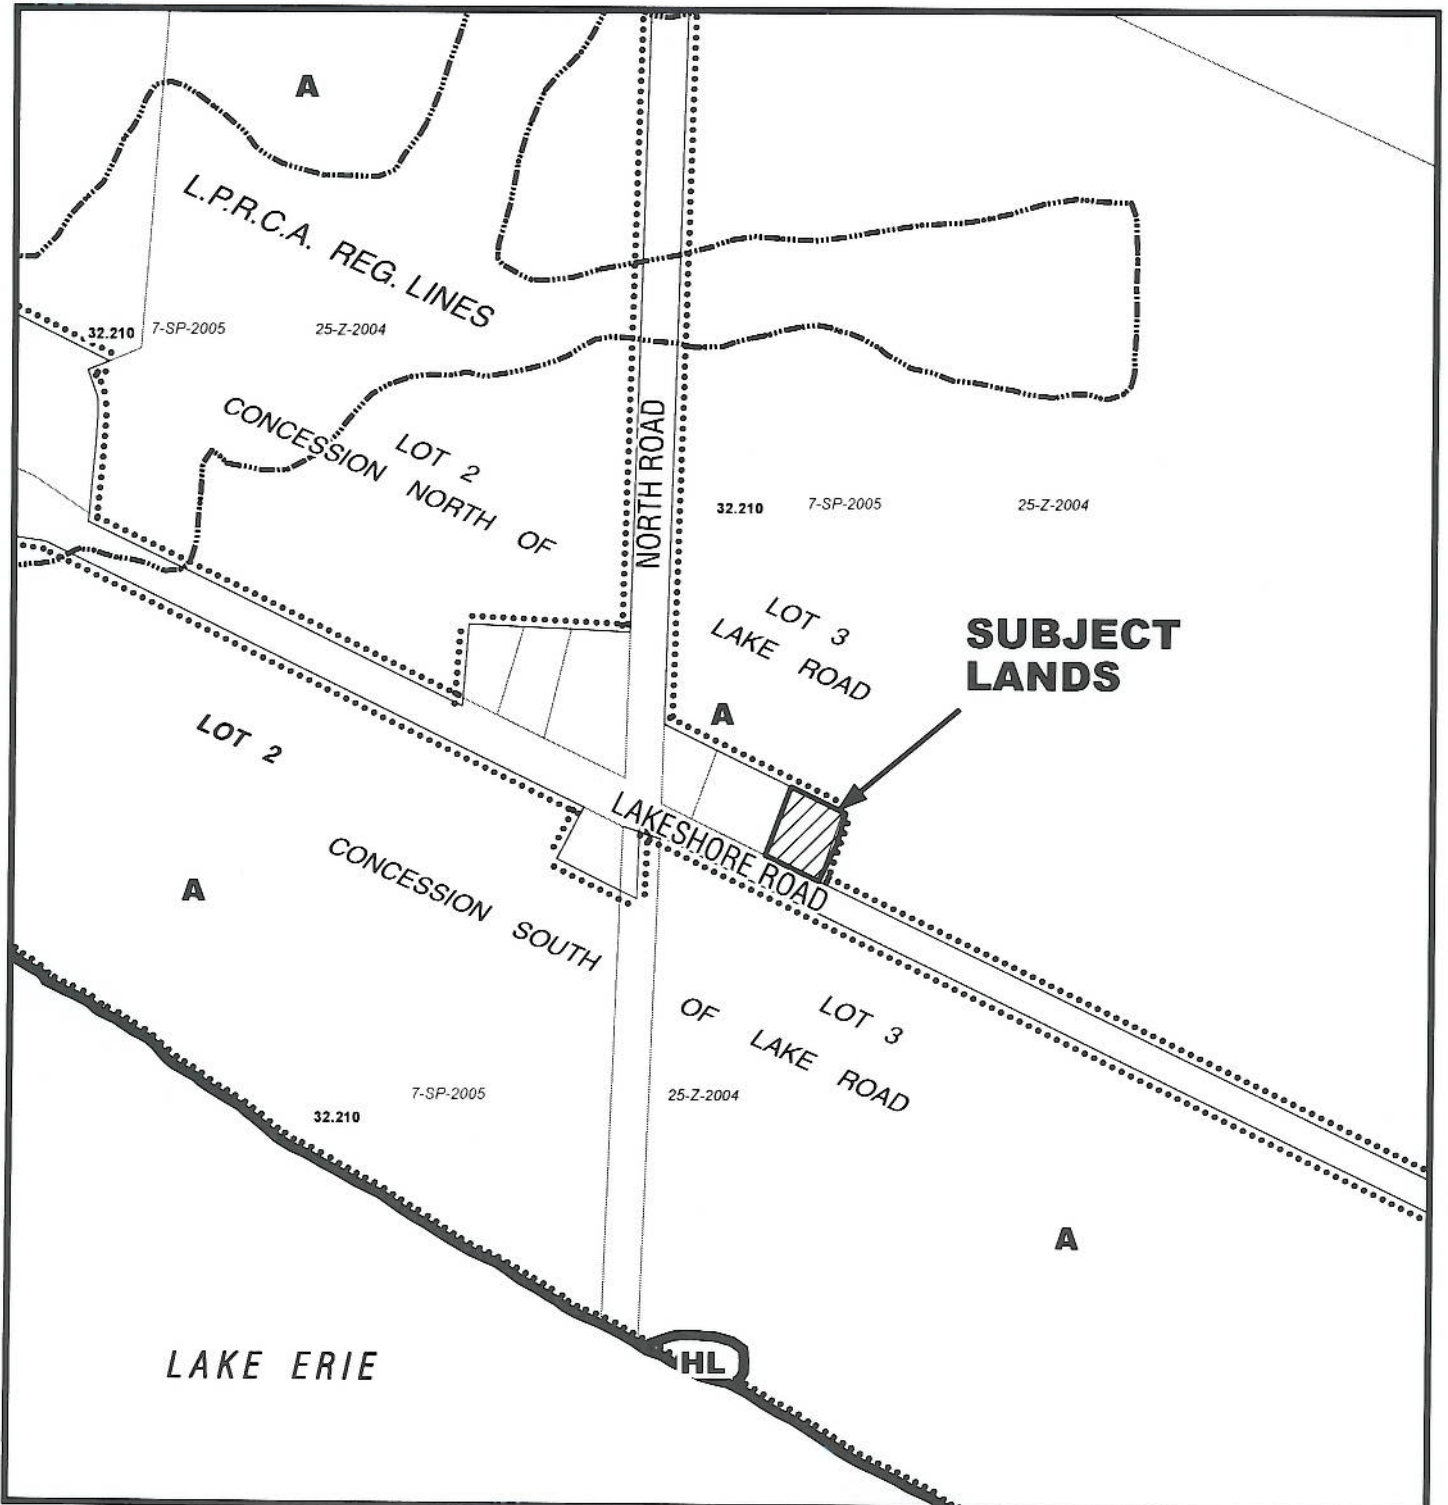 A
L.P.R.C.A. REG. LINES
32.210 7-SP-2005 25-Z-2004
LOT 2
CONCESSION NORTH OF
NORTH ROAD
32.210 7-SP-2005 25-Z-2004
LOT 3
LAKE ROAD
SUBJECT
LANDS
A
LOT 2
LAKESHORE ROAD
CONCESSION SOUTH
A
OF LAKE ROAD
LOT 3
7-SP-2005 25-Z-2004
32.210
A
LAKE ERIE
HL